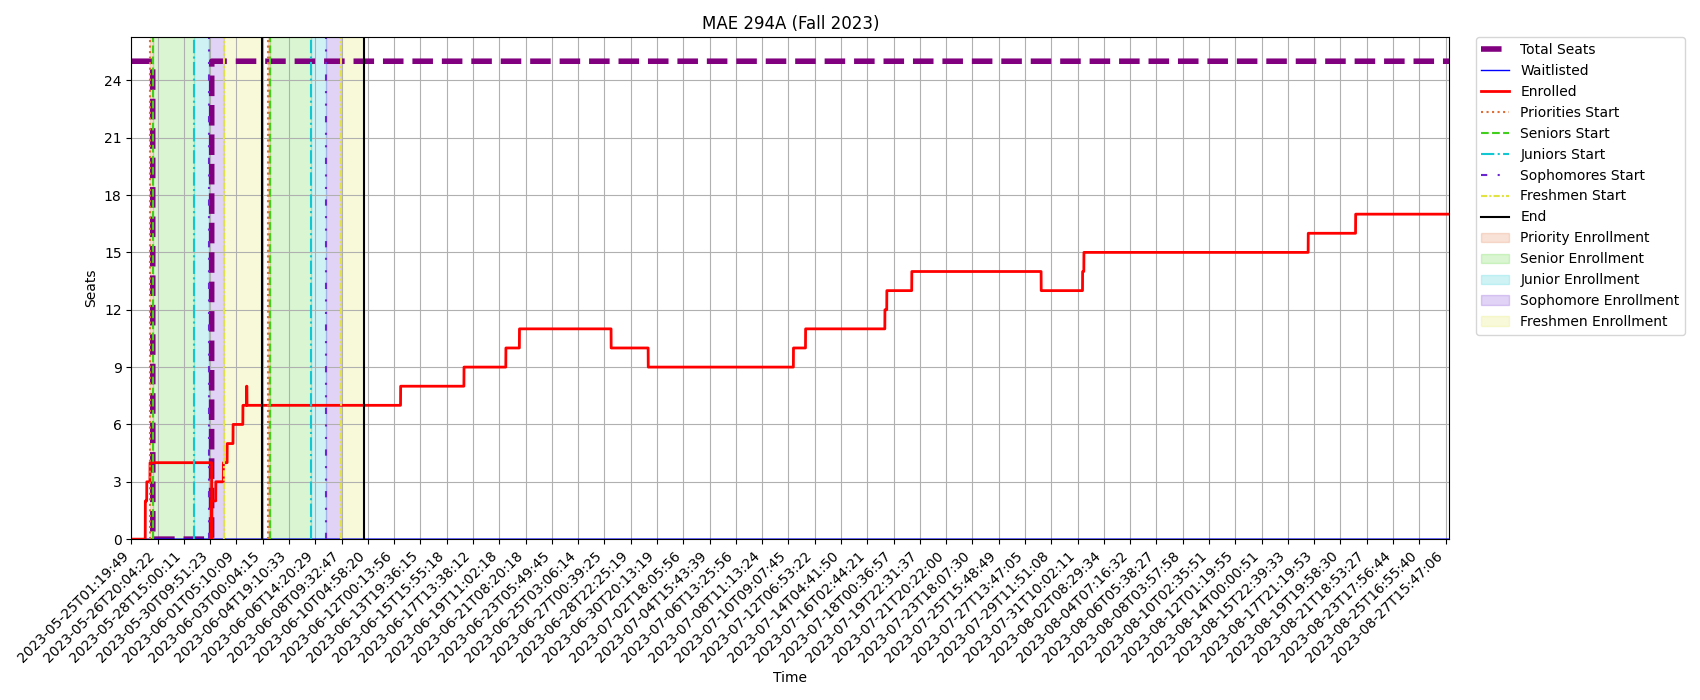 MAE 294A (Fall 2023)
Seats
24
21
18
15
12
9
6
3
0
2023-05-25T01:19:49
2023-05-26T20:04:22
2023-05-28T15:00:11
2023-05-30T09:51:23
2023-06-01T05:10:09
2023-06-03T00:04:15
2023-06-04T19:10:33
2023-06-06T14:20:29
2023-06-08T09:32:47
2023-06-10T04:58:20
2023-06-12T00:13:56
2023-06-13T19:36:15
2023-06-15T15:55:18
2023-06-17T13:38:12
2023-06-19T11:02:18
2023-06-21T08:20:18
2023-06-23T05:49:45
2023-06-25T03:06:14
2023-06-27T00:39:25
2023-06-28T22:25:19
2023-06-30T20:13:19
2023-07-02T18:05:56
2023-07-04T15:43:39
2023-07-06T13:25:56
2023-07-08T11:13:24
2023-07-10T09:07:45
2023-07-12T06:53:22
2023-07-14T04:41:50
2023-07-16T02:44:21
2023-07-18T00:36:57
2023-07-19T22:31:37
2023-07-21T20:22:00
2023-07-23T18:07:30
2023-07-25T15:48:49
2023-07-27T13:47:05
2023-07-29T11:51:08
2023-07-31T10:02:11
2023-08-02T08:29:34
2023-08-04T07:16:32
2023-08-06T05:38:27
2023-08-08T03:57:58
2023-08-10T02:35:51
2023-08-12T01:19:55
2023-08-14T00:00:51
2023-08-15T22:39:33
2023-08-17T21:19:53
2023-08-19T19:58:30
2023-08-21T18:53:27
2023-08-23T17:56:44
2023-08-25T16:55:40
2023-08-27T15:47:06
Time
Total Seats
Waitlisted
Enrolled
Priorities Start
Seniors Start
Juniors Start
Sophomores Start
Freshmen Start
End
Priority Enrollment
Senior Enrollment
Junior Enrollment
Sophomore Enrollment
Freshmen Enrollment